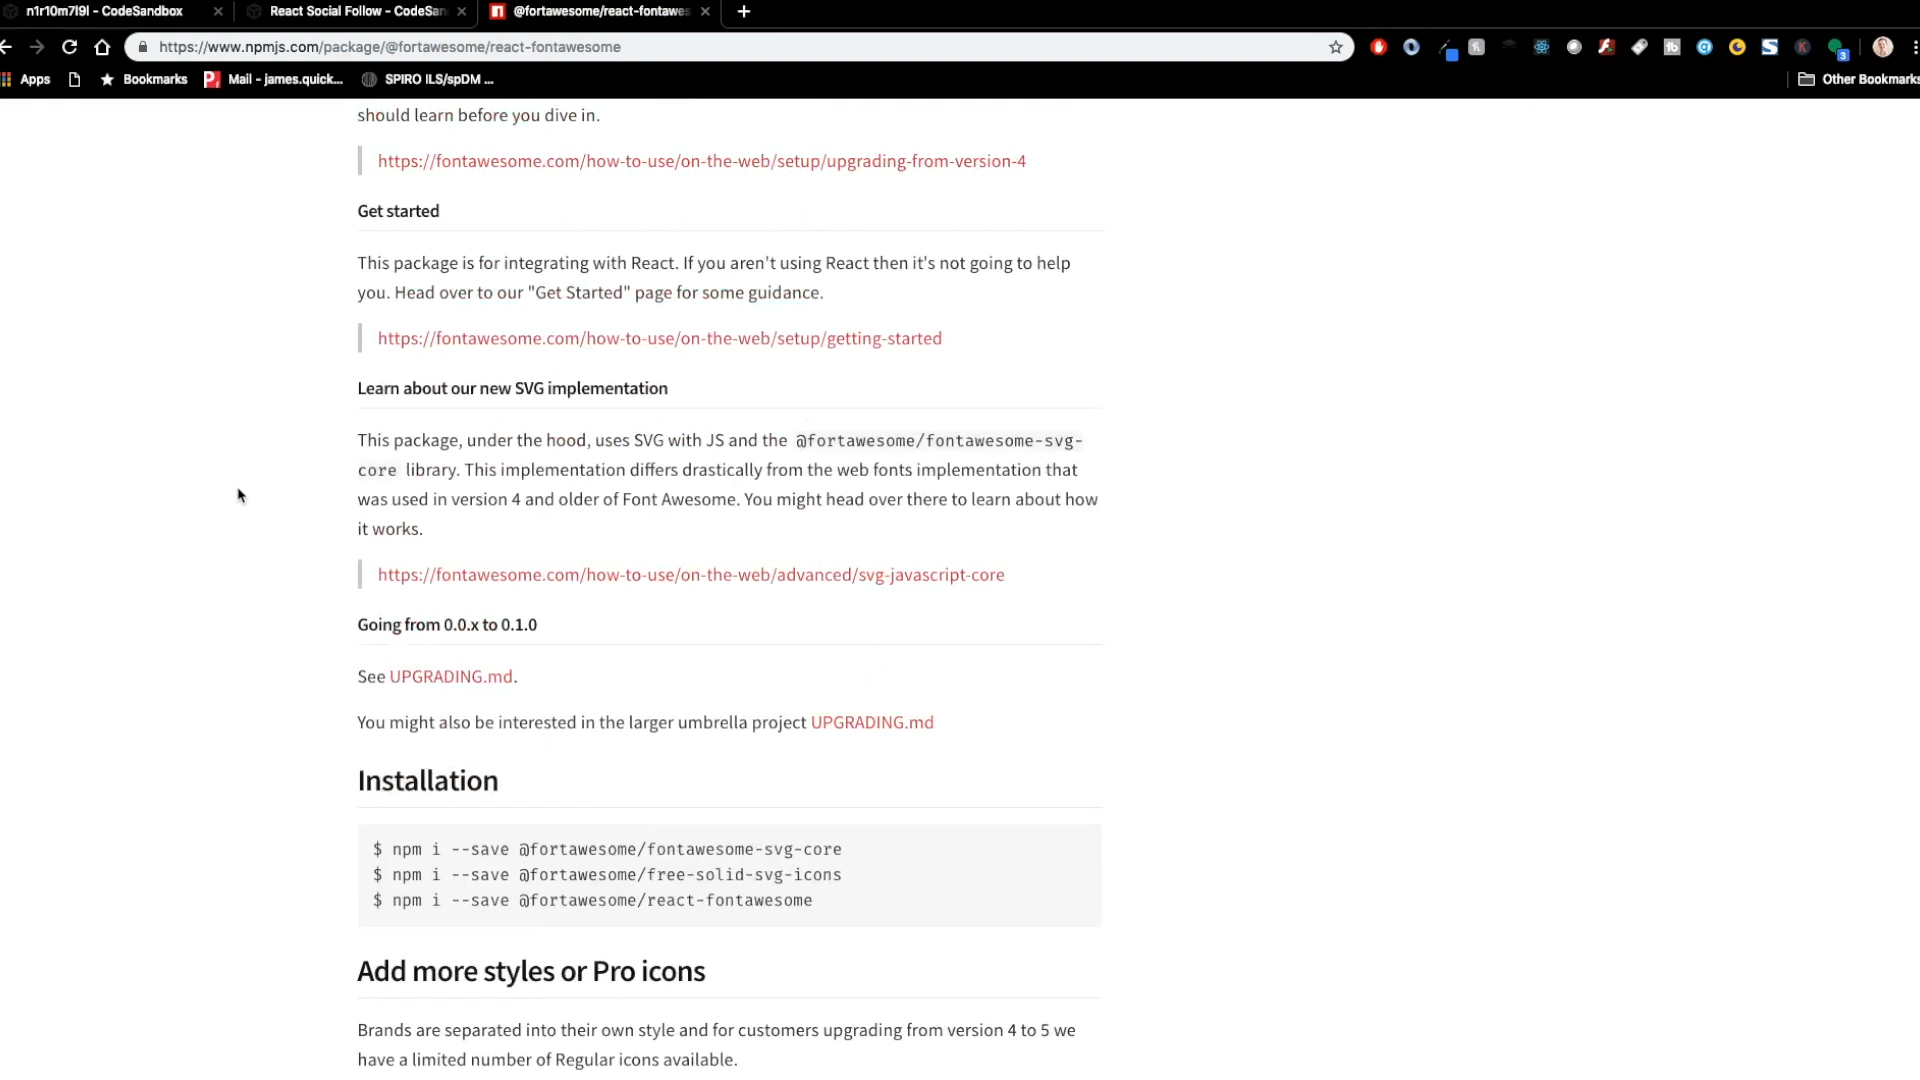 n1r10m7l9l - CodeSandbox
React Social Follow - CodeSan
@fortawesome/react-fontawes
https://www.npmjs.com/package/@fortawesome/react-fontawesome
Apps
Bookmarks
Mail - james.quick...
SPIRO ILS/spDM ...
Other Bookmarks
should learn before you dive in.
https://fontawesome.com/how-to-use/on-the-web/setup/upgrading-from-version-4
Get started
This package is for integrating with React. If you aren't using React then it's not going to help
you. Head over to our "Get Started" page for some guidance.
https://fontawesome.com/how-to-use/on-the-web/setup/getting-started
Learn about our new SVG implementation
This package, under the hood, uses SVG with JS and the @fortawesome/fontawesome-svg-
core library. This implementation differs drastically from the web fonts implementation that
was used in version 4 and older of Font Awesome. You might head over there to learn about how
it works.
https://fontawesome.com/how-to-use/on-the-web/advanced/svg-javascript-core
Going from 0.0.x to 0.1.0
See UPGRADING.md.
You might also be interested in the larger umbrella project UPGRADING.md
Installation
$ npm i --save @fortawesome/fontawesome-svg-core
$ npm i --save @fortawesome/free-solid-svg-icons
$ npm i --save @fortawesome/react-fontawesome
Add more styles or Pro icons
Brands are separated into their own style and for customers upgrading from version 4 to 5 we
have a limited number of Regular icons available.